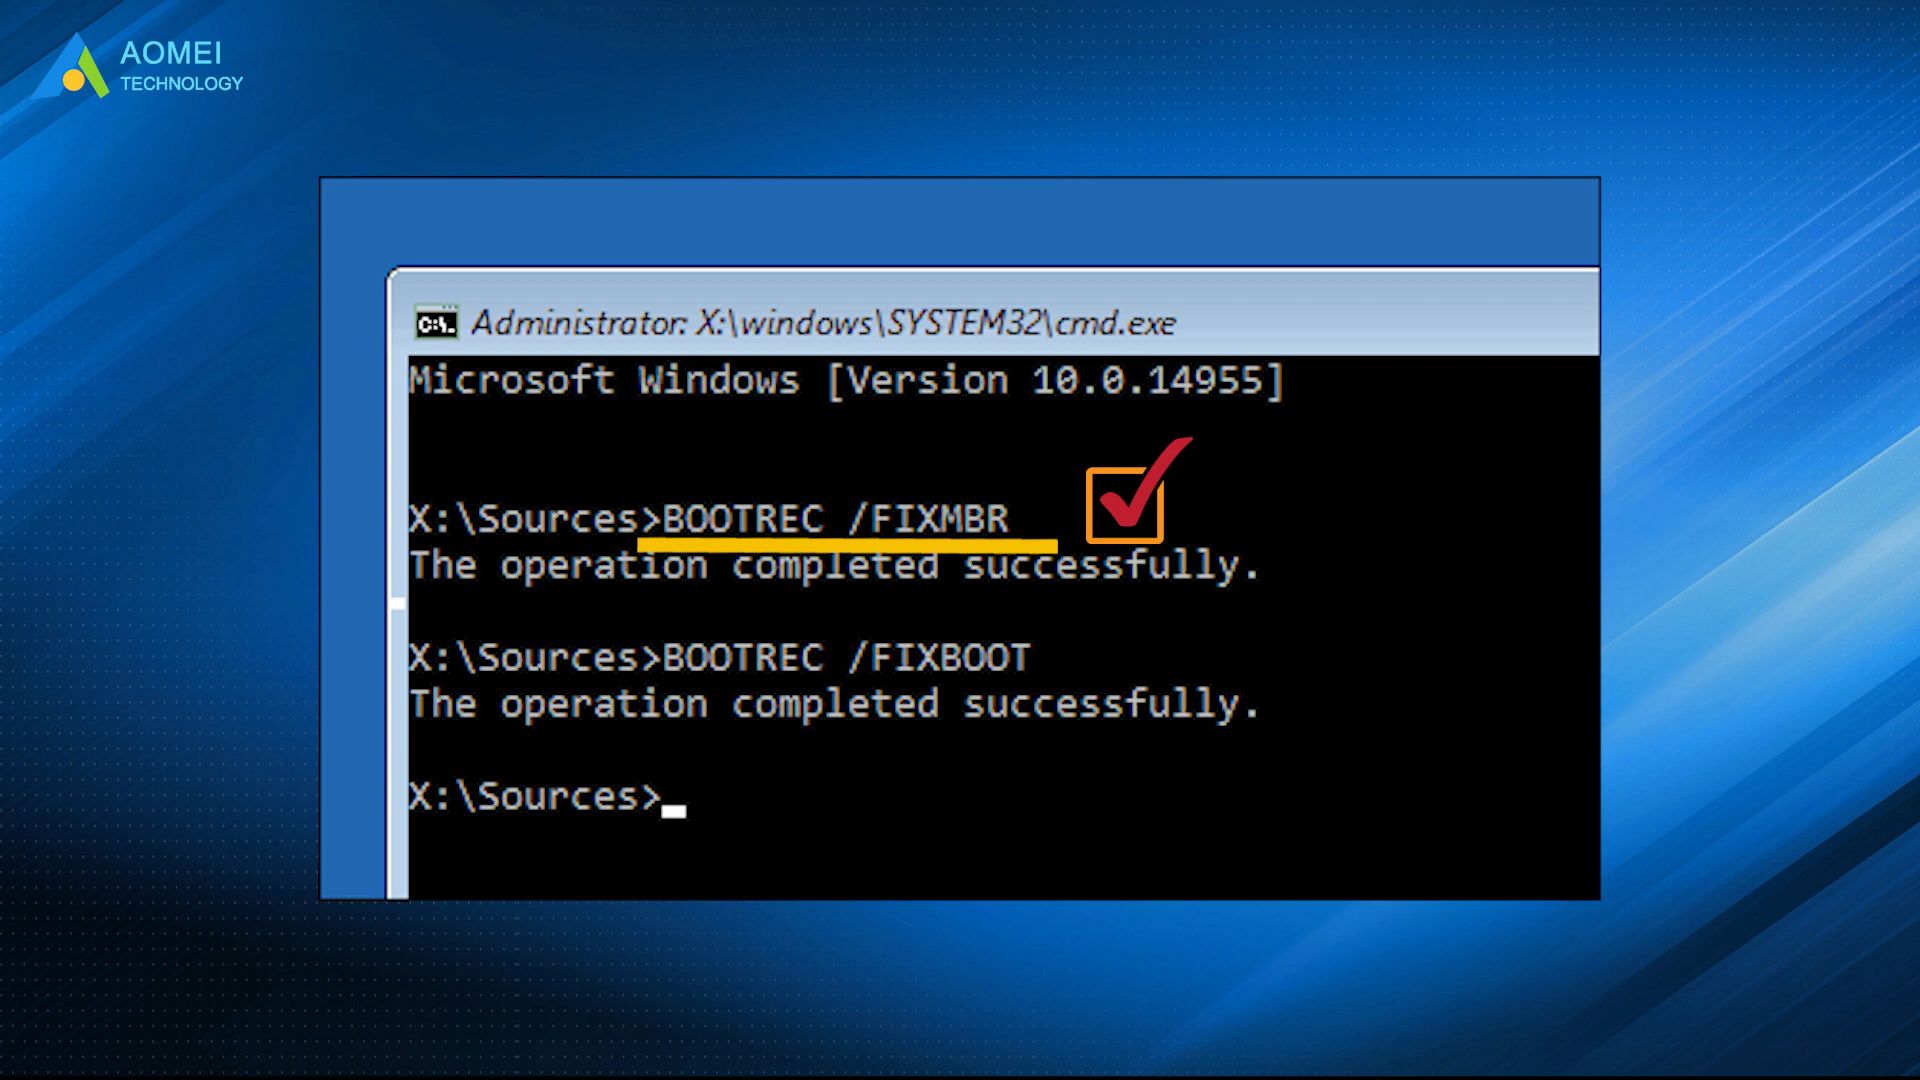 AOMEI
TECHNOLOGY
C:\.
Administrator: X:\windows\SYSTEM32\cmd.exe
Microsoft Windows [Version 10.0.14955]
X:\Sources>BOOTREC /FIXMBR
The operation completed successfully.
X:\Sources>BOOTREC /FIXBOOT
The operation completed successfully.
X:\Sources>